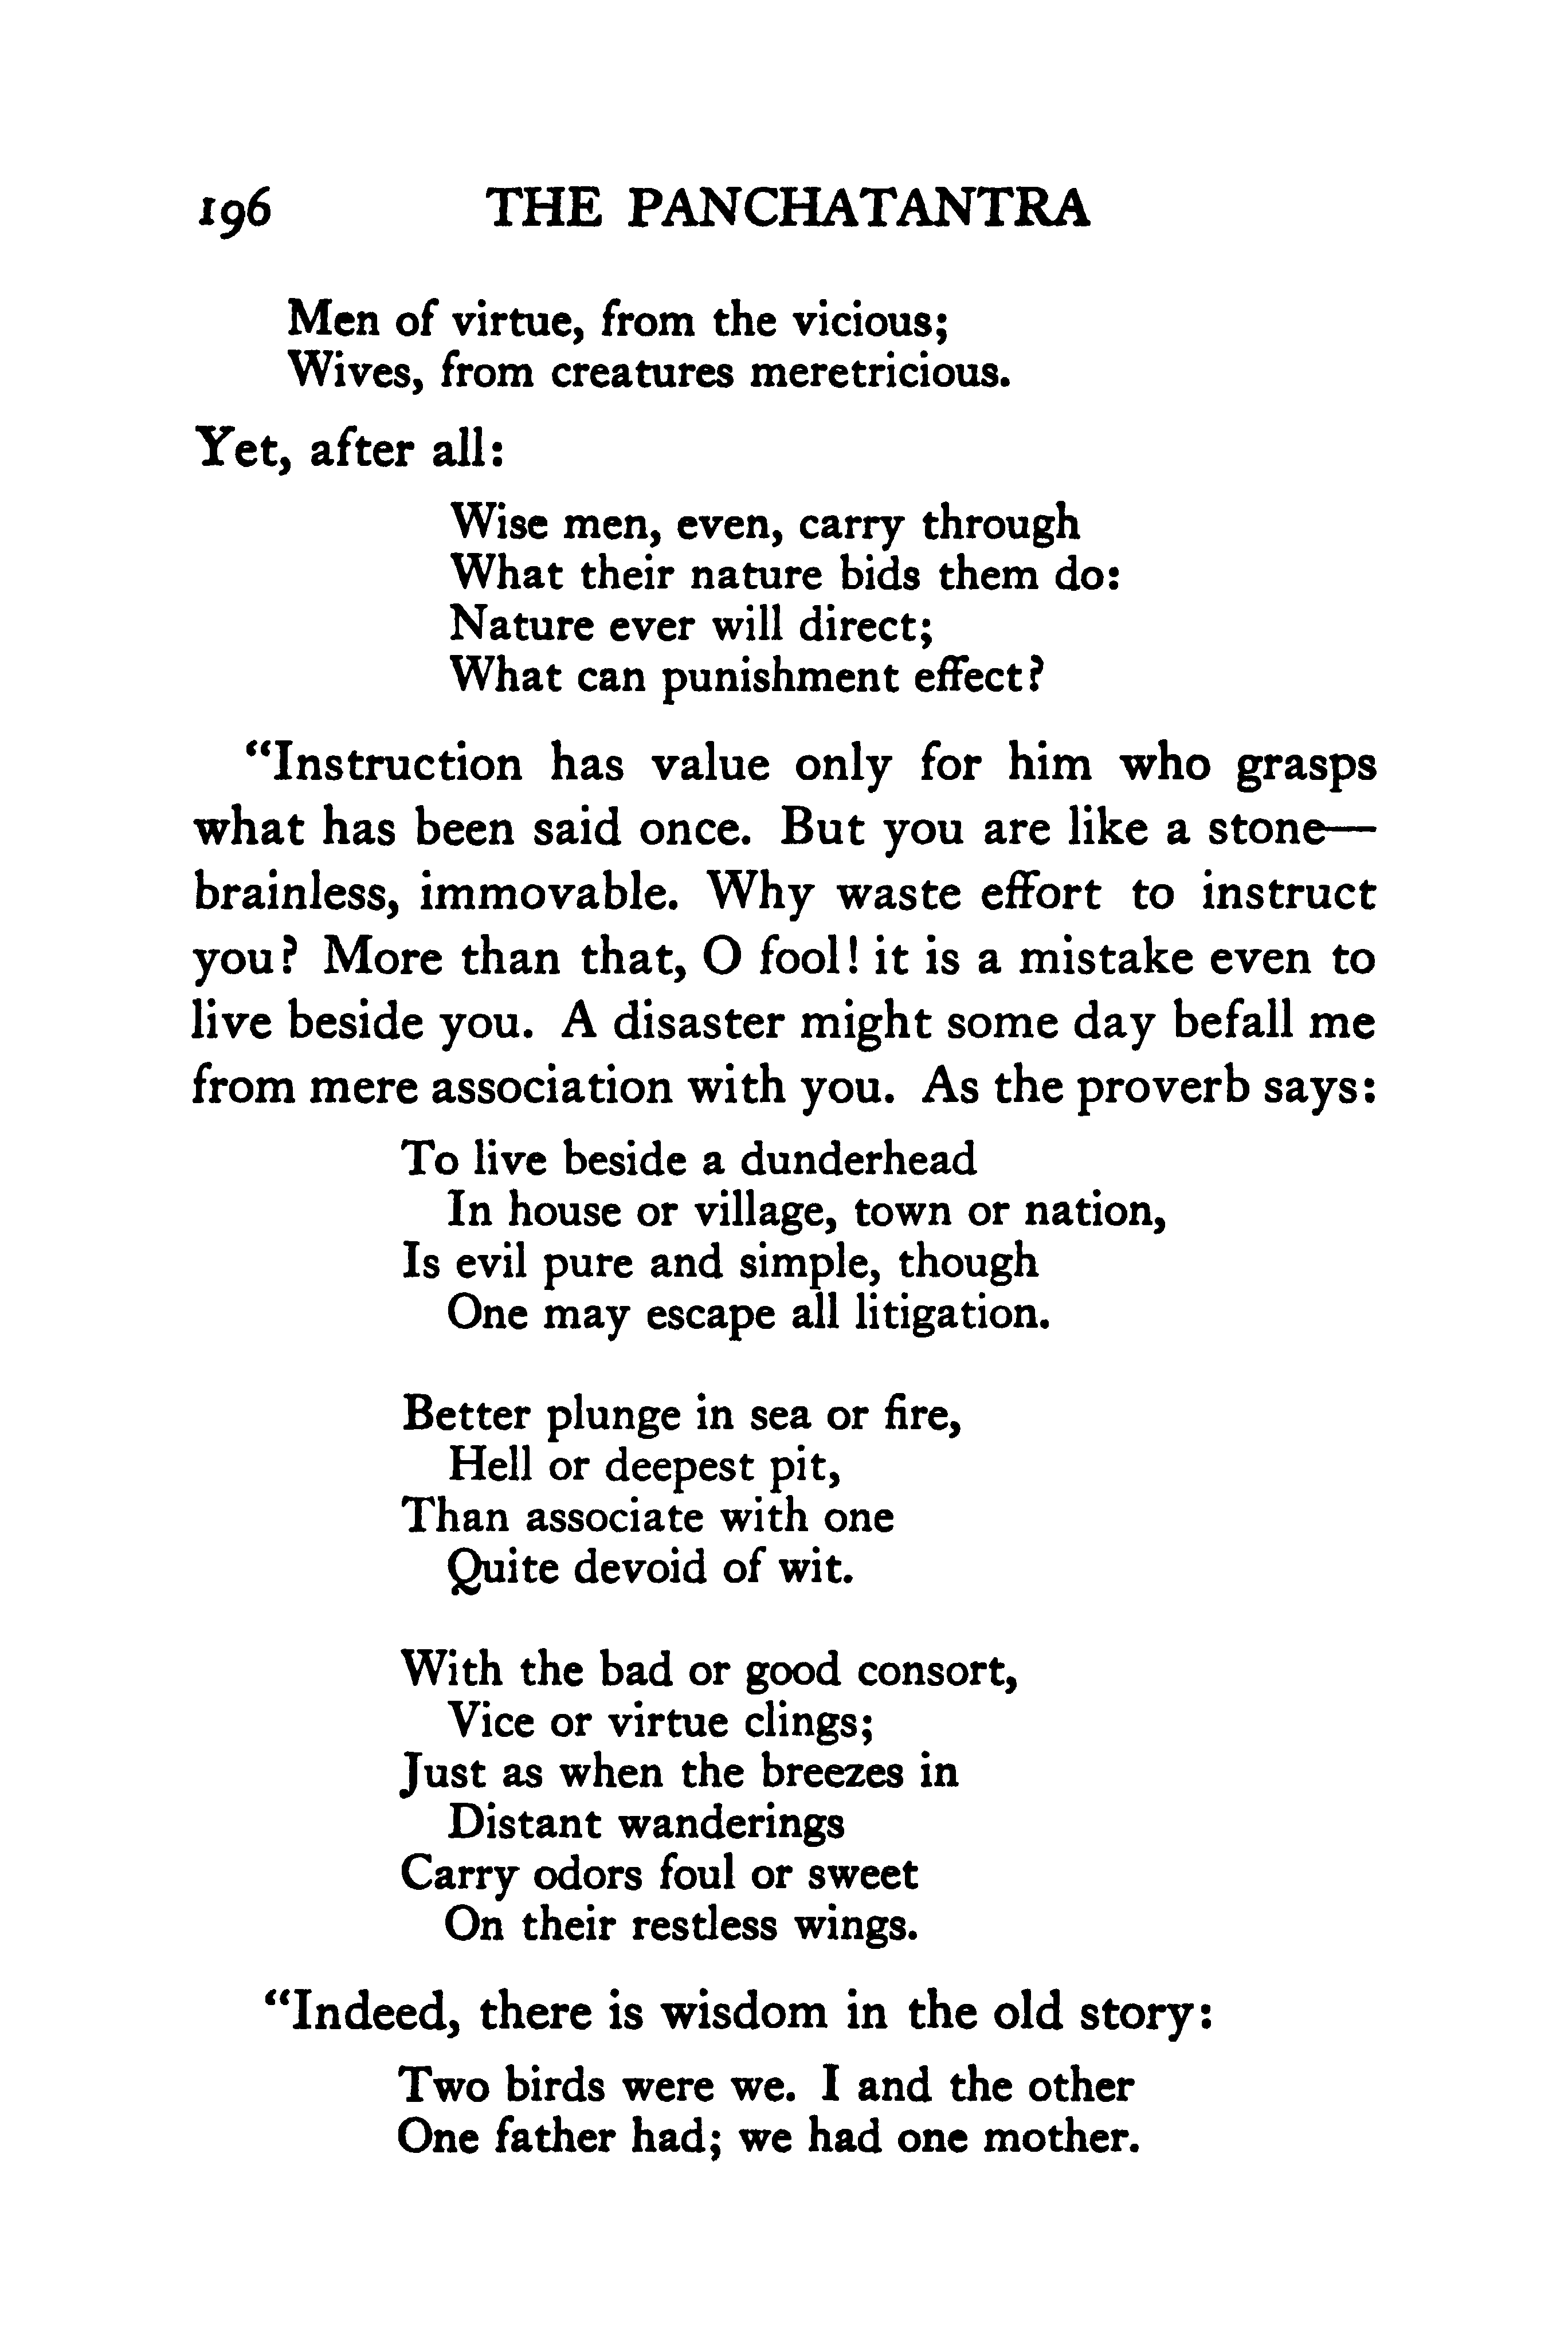 196 THE PANCHATANTRA
Men of virtue, from the vicious;
Wives, from creatures meretricious.
Yet, after all:
Wise men, even, carry through
What their nature bids them do:
Nature ever will direct;
What can punishment effect?
“Instruction has value only for him who grasps
what has been said once. But you are like a stone—
brainless, immovable. Why waste effort to instruct
you? More than that, O fool! it is a mistake even to
live beside you. A disaster might some day befall me
from mere association with you. As the proverb says:
To live beside a dunderhead
In house or village, town or nation,
Is evil pure and simple, though
One may escape all litigation.
Better plunge in sea or fire,
Hell or deepest pit,
Than associate with one
Quite devoid of wit.
With the bad or good consort,
Vice or virtue clings;
Just as when the breezes in
Distant wanderings
Carry odors foul or sweet
On their restless wings.
“Indeed, there is wisdom in the old story:
Two birds were we. I and the other
One father had; we had one mother.